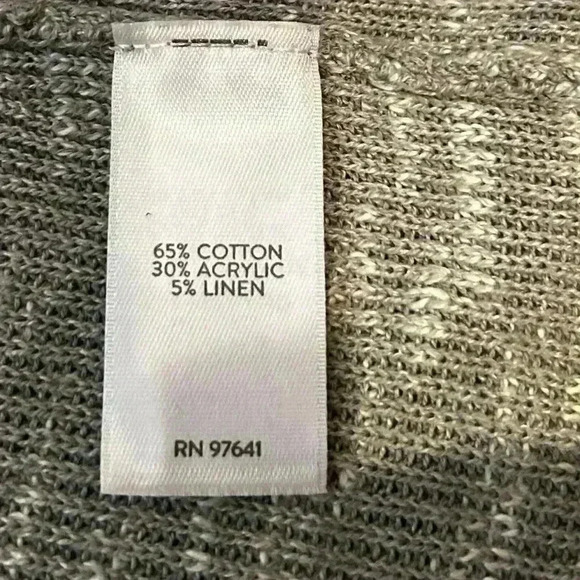 65% COTTON
30% ACRYLIC
5% LINEN
RN 97641